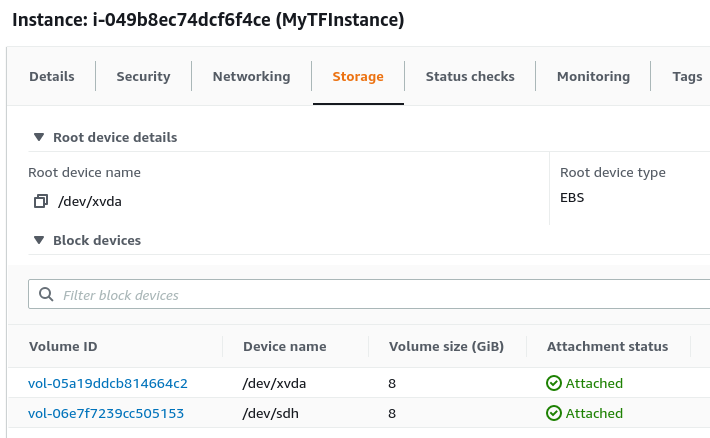 Instance: i-049b8ec74dcf6f4ce (MyTFInstance)
Details Security Networking Storage Status checks Monitoring Tags
Root device details
Root device name Root device type
/dev/xvda EBS
Block devices
Filter block devices
Volume ID Device name Volume size (GiB) Attachment status
vol-05a19ddcb814664c2 /dev/xvda 8 Attached
vol-06e7f7239cc505153 /dev/sdh 8 Attached